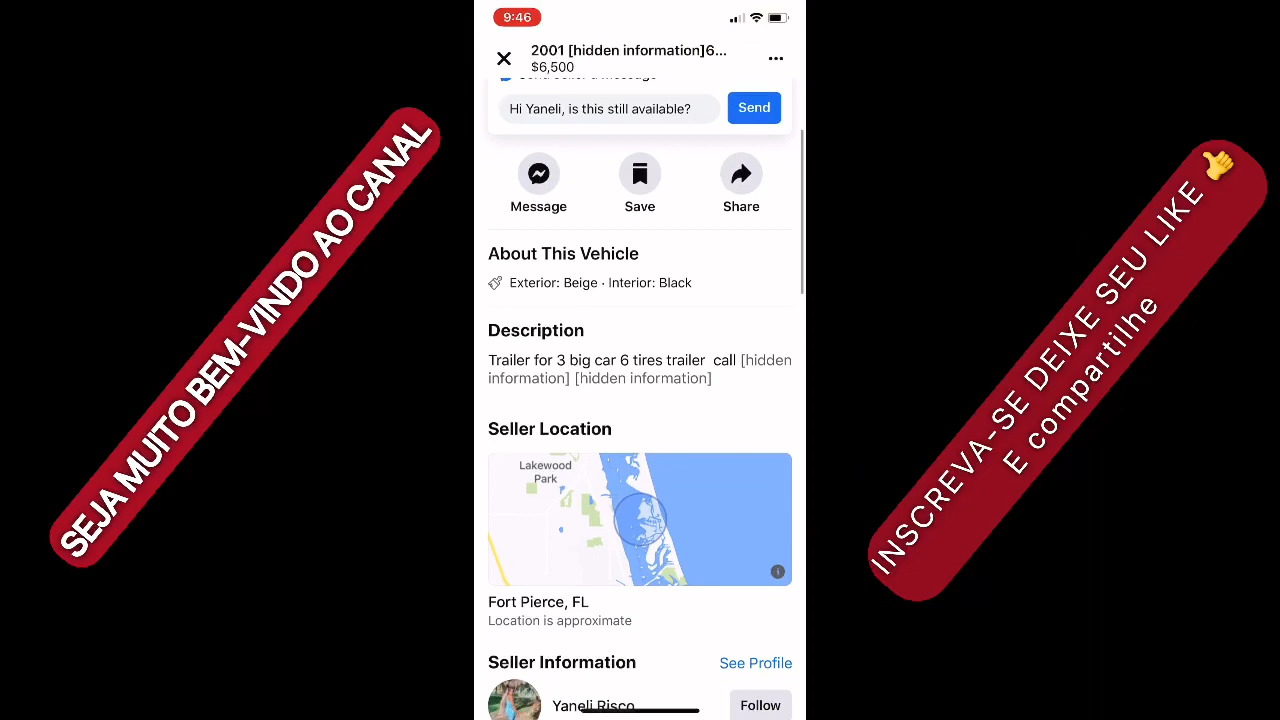 SEJA MUITO BEM-VINDO AO CANAL
9:46
2001 [hidden information]6...
$6,500
Send seller a message
Hi Yaneli, is this still available?
Send
Message
Save
Share
About This Vehicle
Exterior: Beige · Interior: Black
Description
Trailer for 3 big car 6 tires trailer  call [hidden
information] [hidden information]
Seller Location
Lakewood
Park
Fort Pierce, FL
Location is approximate
Seller Information
See Profile
Yaneli Risco
Follow
INSCREVA-SE DEIXE SEU LIKE 👍
E compartilhe